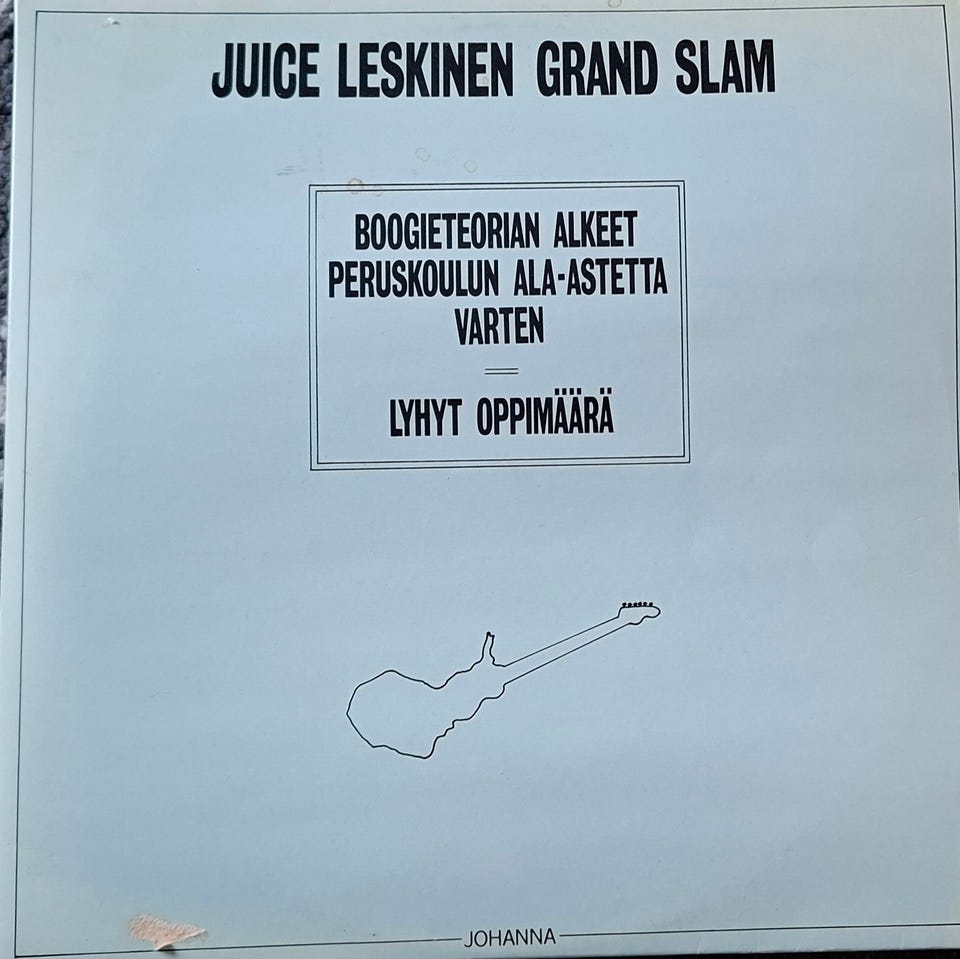 JUICE LESKINEN GRAND SLAM
BOOGIETEORIAN ALKEET
PERUSKOULUN ALA-ASTETTA
VARTEN
LYHYT OPPIMÄÄRÄ
JOHANNA